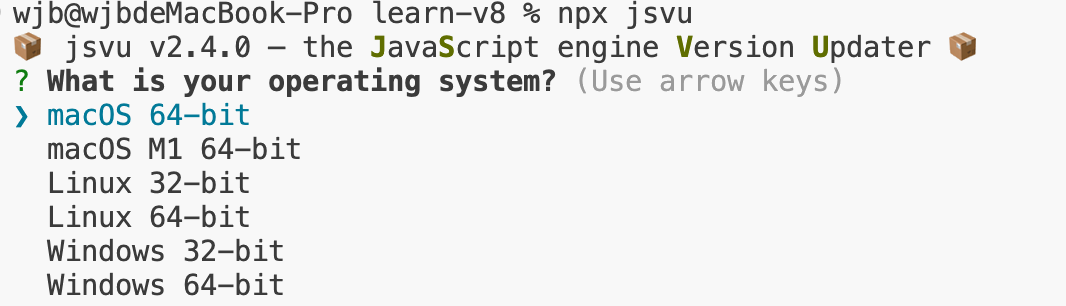 wjb@wjbdeMacBook-Pro learn-v8 % npx jsvu
📦 jsvu v2.4.0 — the JavaScript engine Version Updater 📦
? What is your operating system? (Use arrow keys)
❯ macOS 64-bit
macOS M1 64-bit
Linux 32-bit
Linux 64-bit
Windows 32-bit
Windows 64-bit